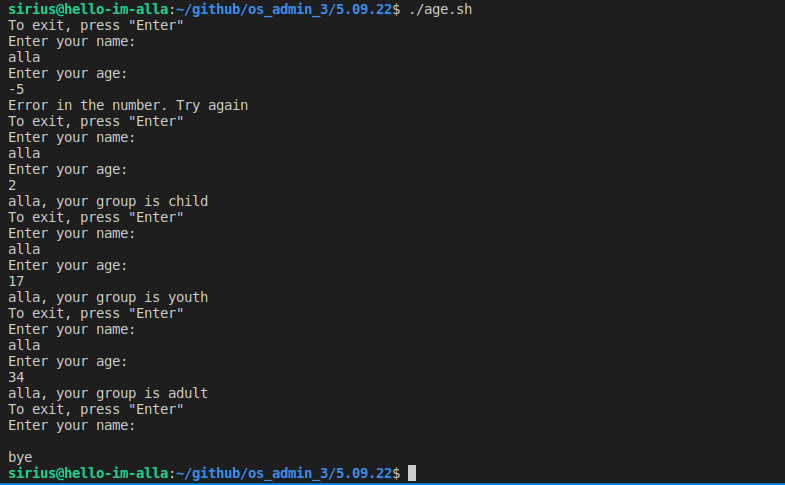 sirius@hello-im-alla:~/github/os_admin_3/5.09.22$ ./age.sh
To exit, press "Enter"
Enter your name:
alla
Enter your age:
-5
Error in the number. Try again
To exit, press "Enter"
Enter your name:
alla
Enter your age:
2
alla, your group is child
To exit, press "Enter"
Enter your name:
alla
Enter your age:
17
alla, your group is youth
To exit, press "Enter"
Enter your name:
alla
Enter your age:
34
alla, your group is adult
To exit, press "Enter"
Enter your name:

bye
sirius@hello-im-alla:~/github/os_admin_3/5.09.22$